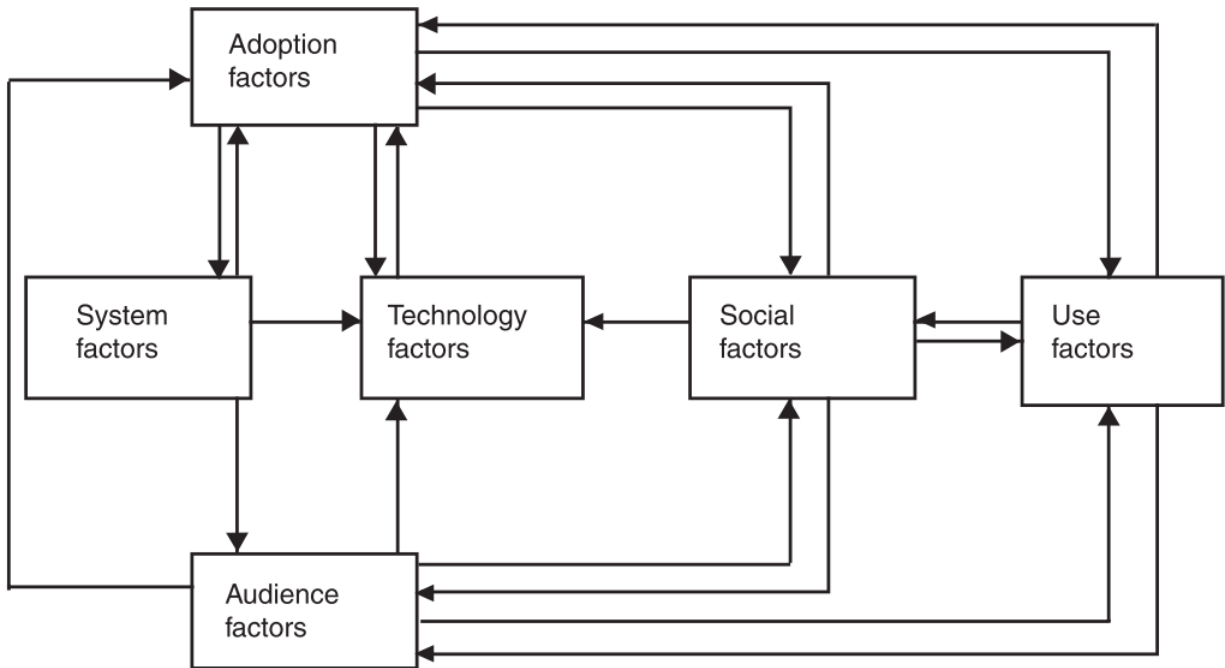 Adoption
factors
System
factors
Technology
factors
Social
factors
Use
factors
Audience
factors